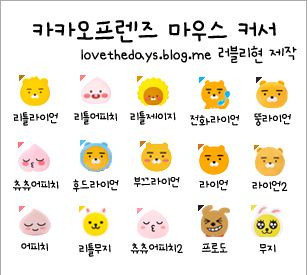 카카오프렌즈 마우스 커서
lovethedays.blog.me 러블리현 제작
리틀라이언 리틀어피치 리틀제이지 전화라이언 뚱라이언
츄츄어피치 후드라이언 부끄라이언 라이언 라이언2
어피치 리틀무지 츄츄어피치2 프로도 무지